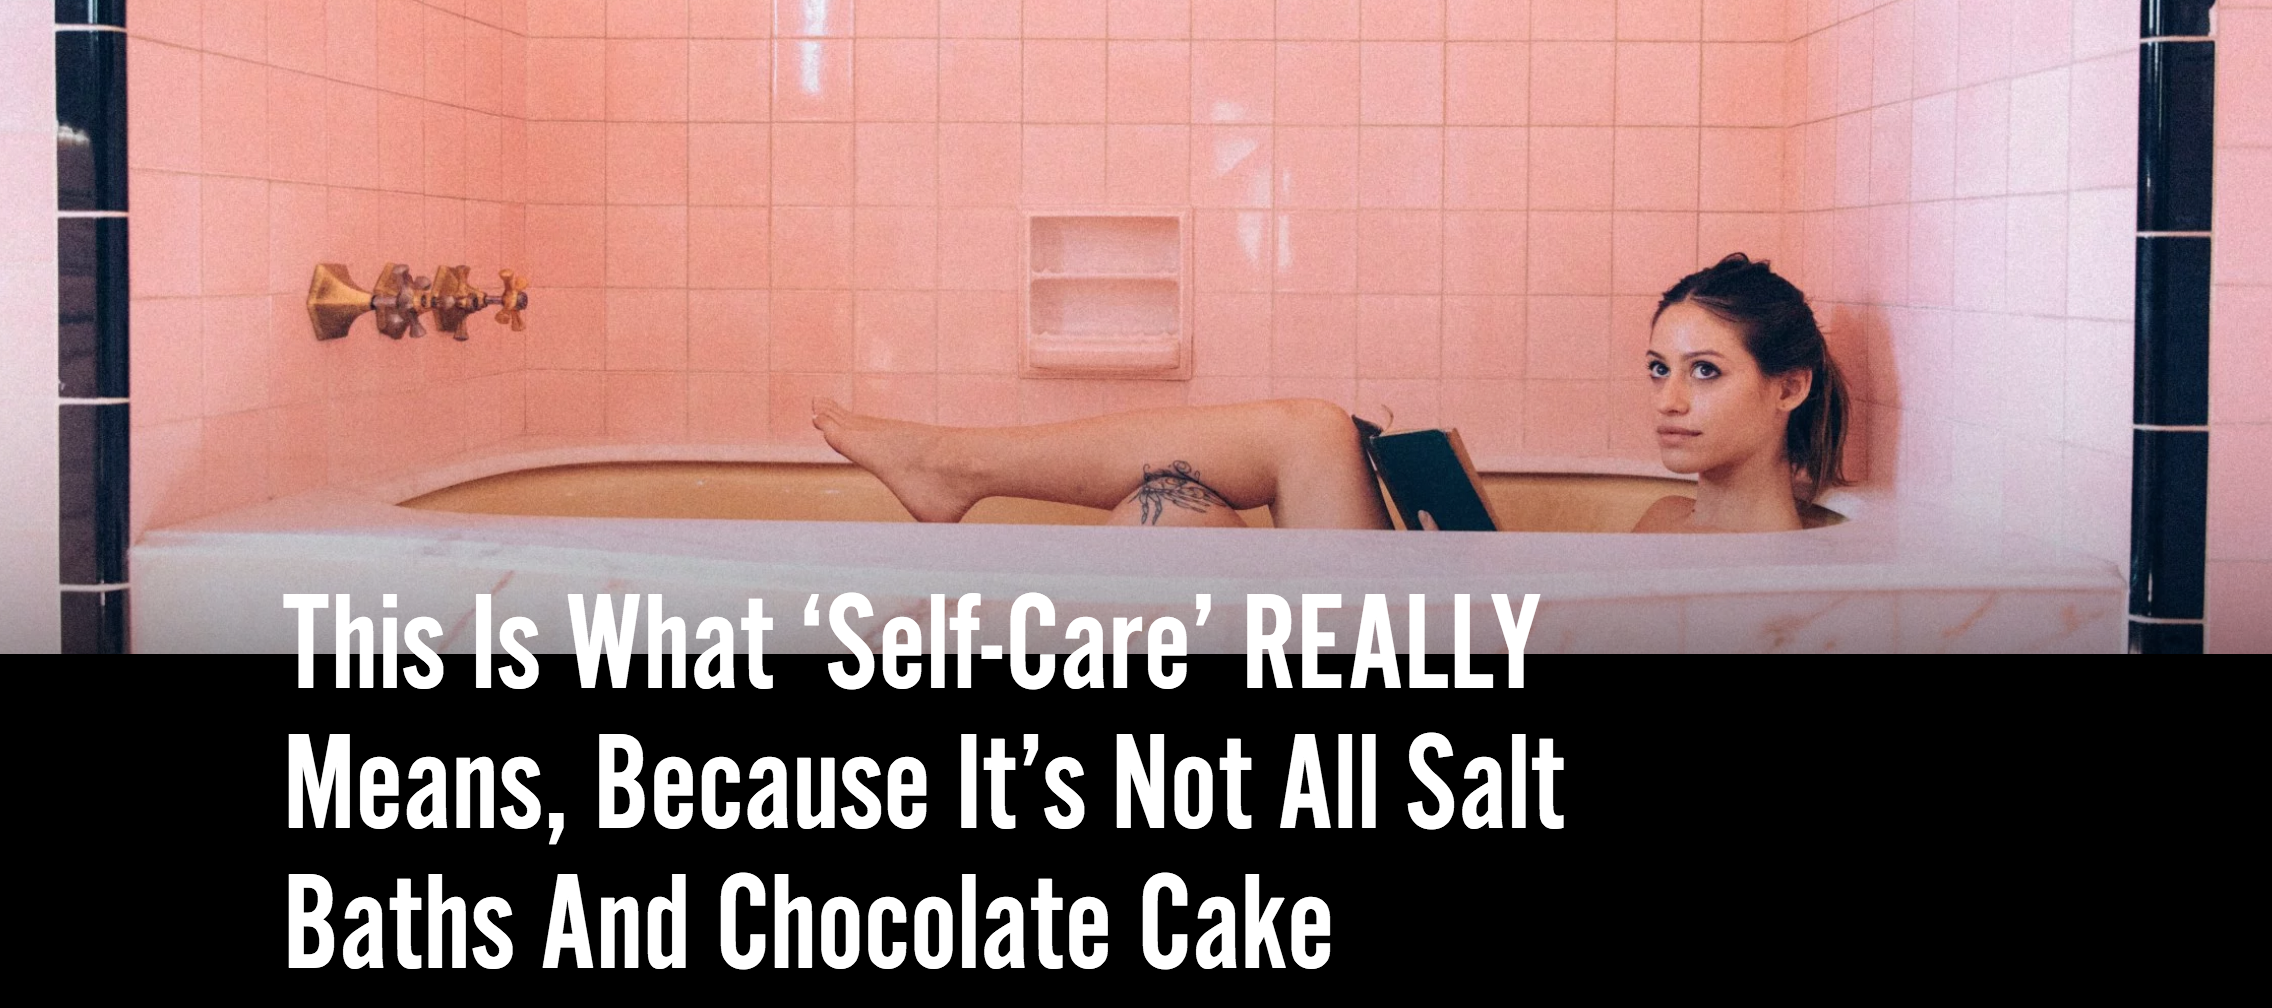 This Is What ‘Self-Care’ REALLY
Means, Because It’s Not All Salt
Baths And Chocolate Cake